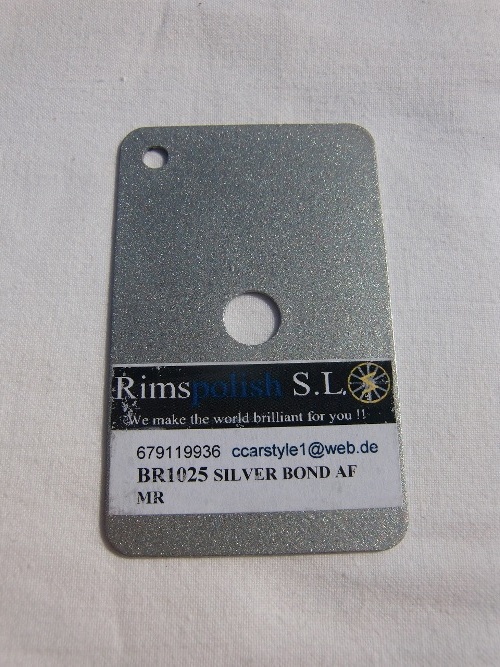 Rimspolish S.L.
We make the world brilliant for you !!
679119936 ccarstyle1@web.de
BR1025 SILVER BOND AF
MR